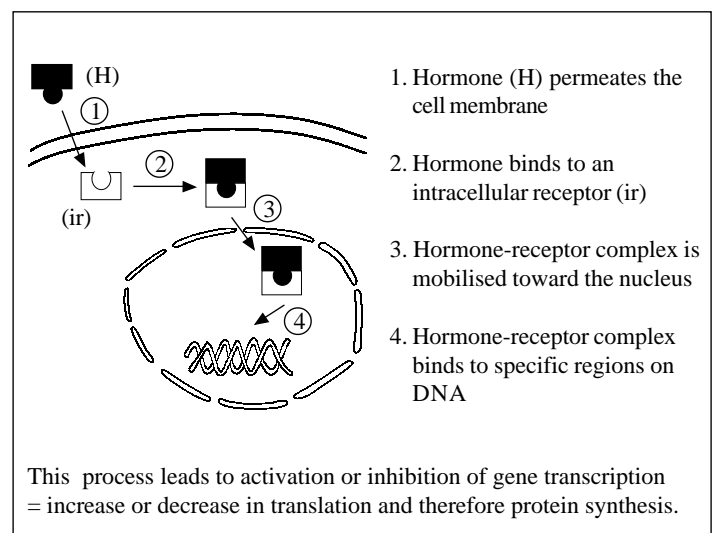 (H)
1
2
(ir)
3
4
1. Hormone (H) permeates the
cell membrane
2. Hormone binds to an
intracellular receptor (ir)
3. Hormone-receptor complex is
mobilised toward the nucleus
4. Hormone-receptor complex
binds to specific regions on
DNA
This process leads to activation or inhibition of gene transcription
= increase or decrease in translation and therefore protein synthesis.